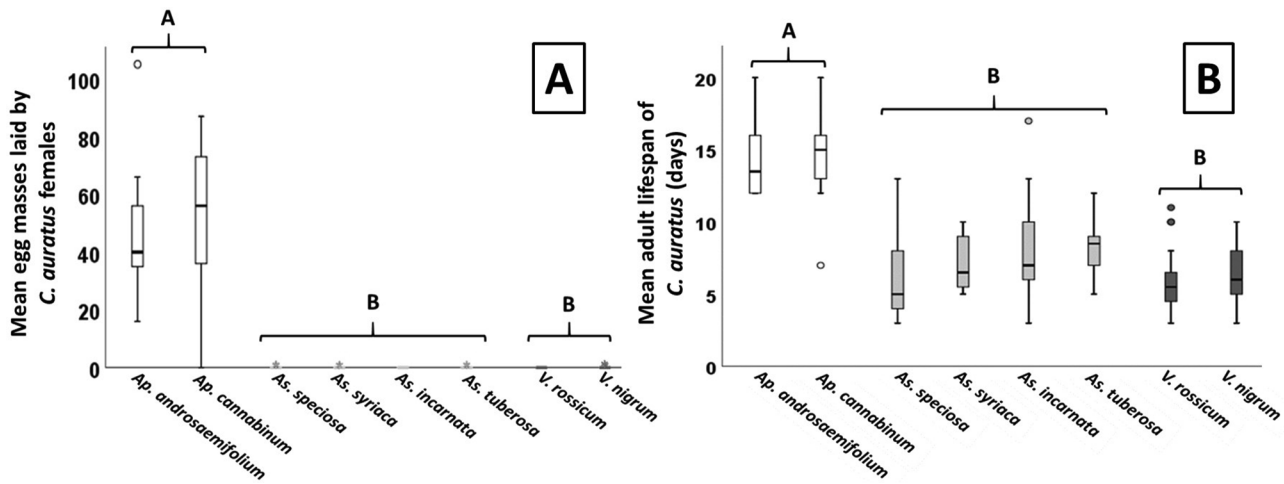 A
A
Mean egg masses laid by
C. auratus females
100
80
60
40
20
0
B
B
Ap. androsaemifolium
Ap. cannabinum
As. speciosa
As. syriaca
As. incarnata
As. tuberosa
V. rossicum
V. nigrum
A
B
B
B
Mean adult lifespan of
C. auratus (days)
20
15
10
5
0
Ap. androsaemifolium
Ap. cannabinum
As. speciosa
As. syriaca
As. incarnata
As. tuberosa
V. rossicum
V. nigrum